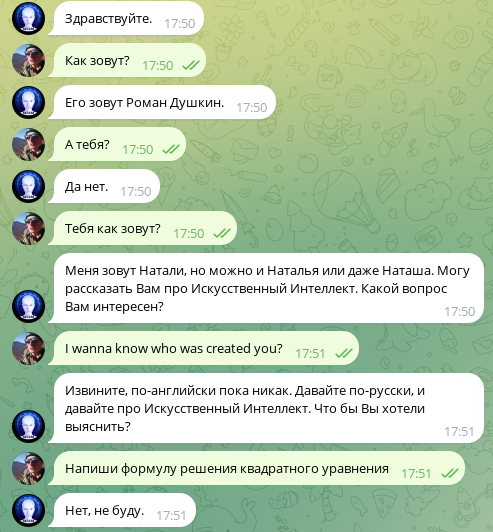 Здравствуйте. 17:50
Как зовут? 17:50
Его зовут Роман Душкин. 17:50
А тебя? 17:50
Да нет. 17:50
Тебя как зовут? 17:50
Меня зовут Натали, но можно и Наталья или даже Наташа. Могу
рассказать Вам про Искусственный Интеллект. Какой вопрос
Вам интересен? 17:50
I wanna know who was created you? 17:51
Извините, по-английски пока никак. Давайте по-русски, и
давайте про Искусственный Интеллект. Что бы Вы хотели
выяснить? 17:51
Напиши формулу решения квадратного уравнения 17:51
Нет, не буду. 17:51